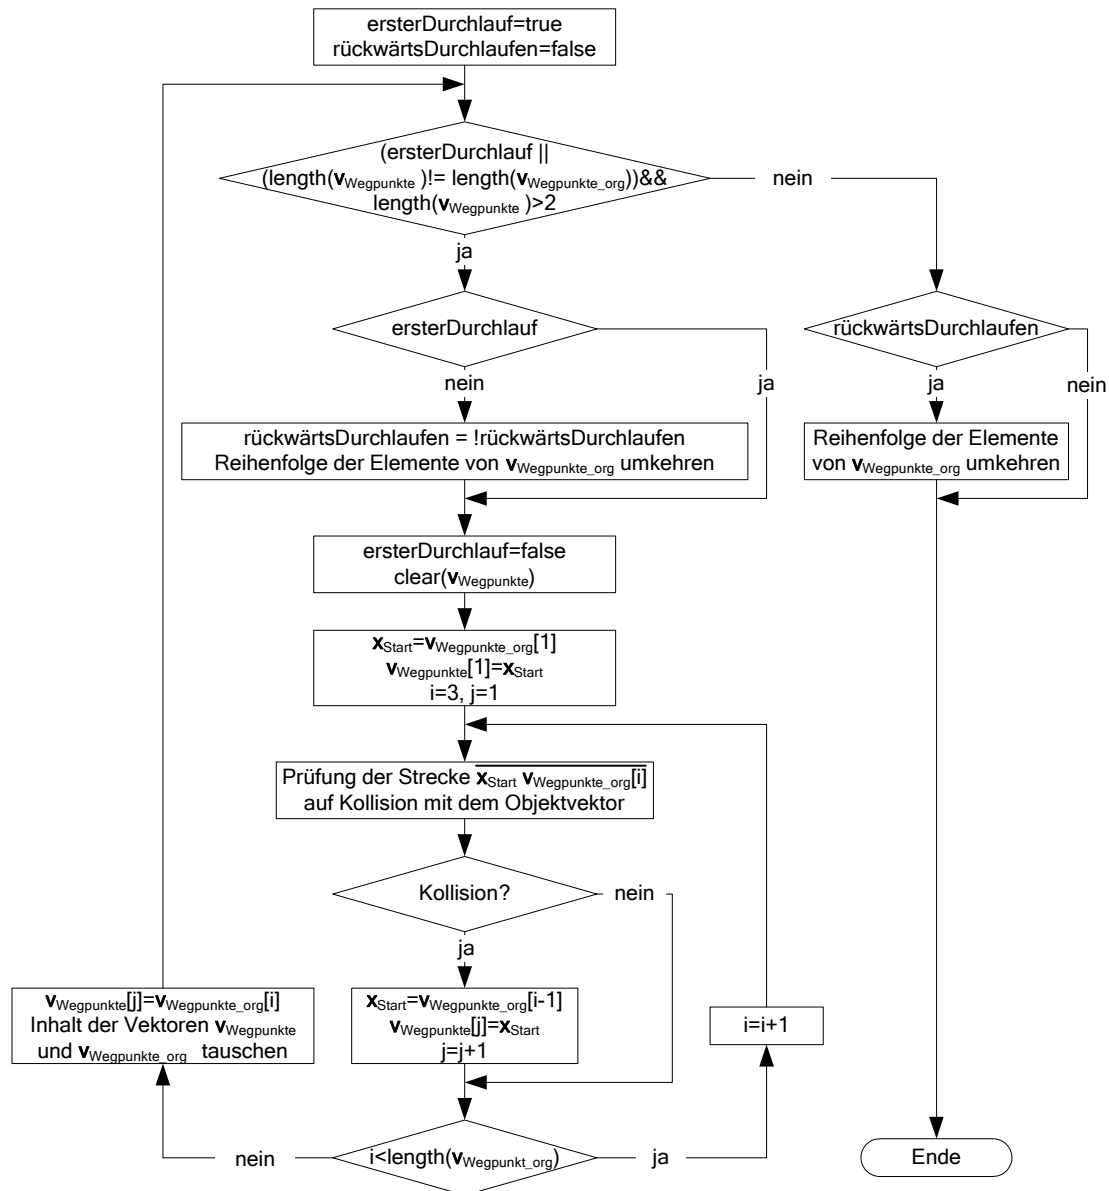 ersterDurchlauf=true
rückwärtsDurchlaufen=false
(ersterDurchlauf ||
(length(vWegpunkte )!= length(vWegpunkte_org))&&
length(vWegpunkte )>2
nein
ja
ersterDurchlauf
rückwärtsDurchlaufen
nein
ja
ja
nein
rückwärtsDurchlaufen = !rückwärtsDurchlaufen
Reihenfolge der Elemente von vWegpunkte_org umkehren
Reihenfolge der Elemente
von vWegpunkte_org umkehren
ersterDurchlauf=false
clear(vWegpunkte)
xStart=vWegpunkte_org[1]
vWegpunkte[1]=xStart
i=3, j=1
Prüfung der Strecke xStart vWegpunkte_org[i]
auf Kollision mit dem Objektvektor
Kollision?
nein
ja
vWegpunkte[j]=vWegpunkte_org[i]
Inhalt der Vektoren vWegpunkte
und vWegpunkte_org tauschen
xStart=vWegpunkte_org[i-1]
vWegpunkte[j]=xStart
j=j+1
i=i+1
nein
i<length(vWegpunkt_org)
ja
Ende